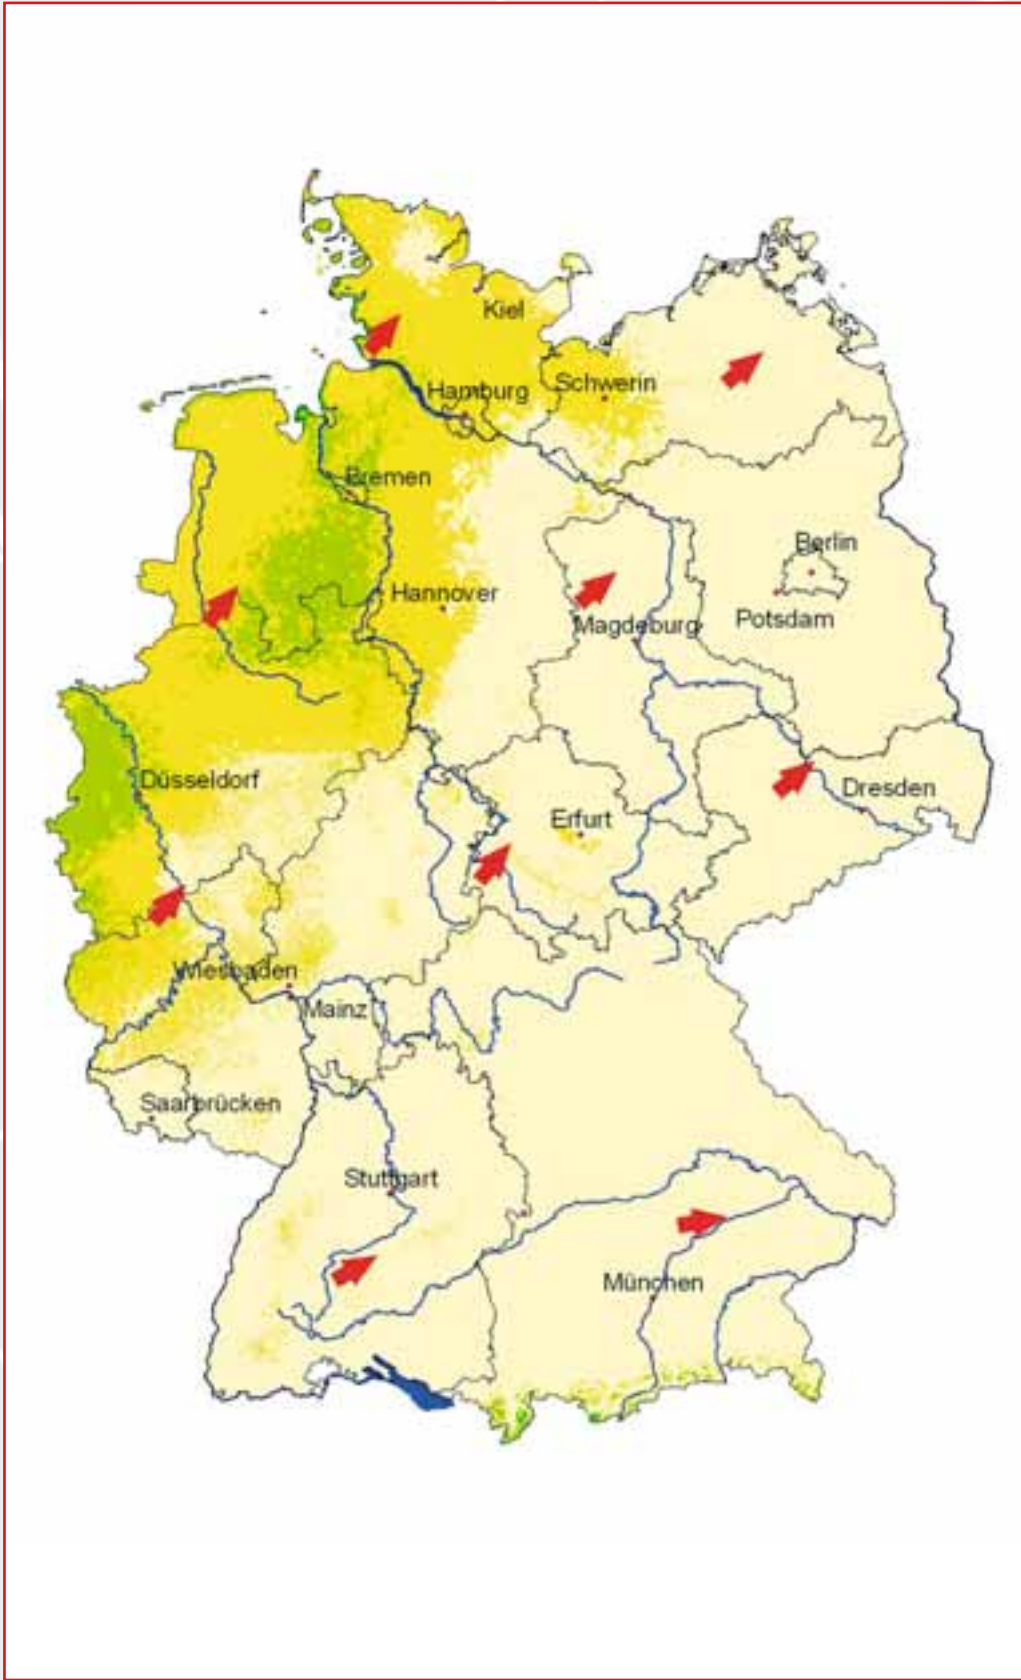 Kiel
Hamburg
Schwerin
Bremen
Berlin
Hannover
Magdeburg
Potsdam
Düsseldorf
Dresden
Erfurt
Wiesbaden
Mainz
Saarbrücken
Stuttgart
München